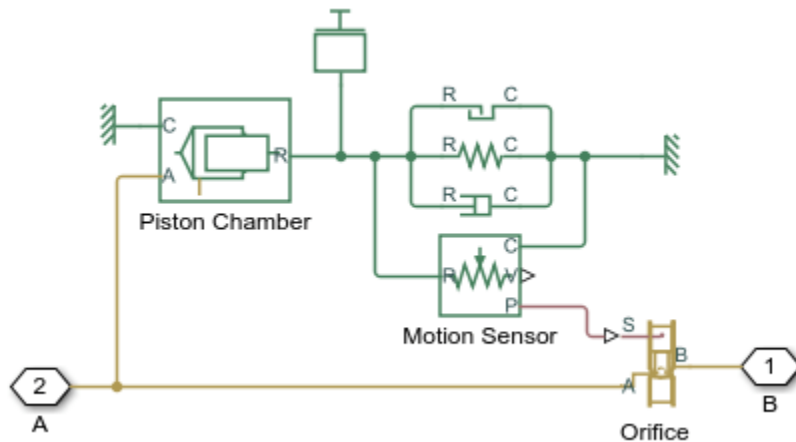 R C
C
R
R C
A
R C
Piston Chamber
C
R
V
P
Motion Sensor
S
B
2
A
1
A
B
Orifice